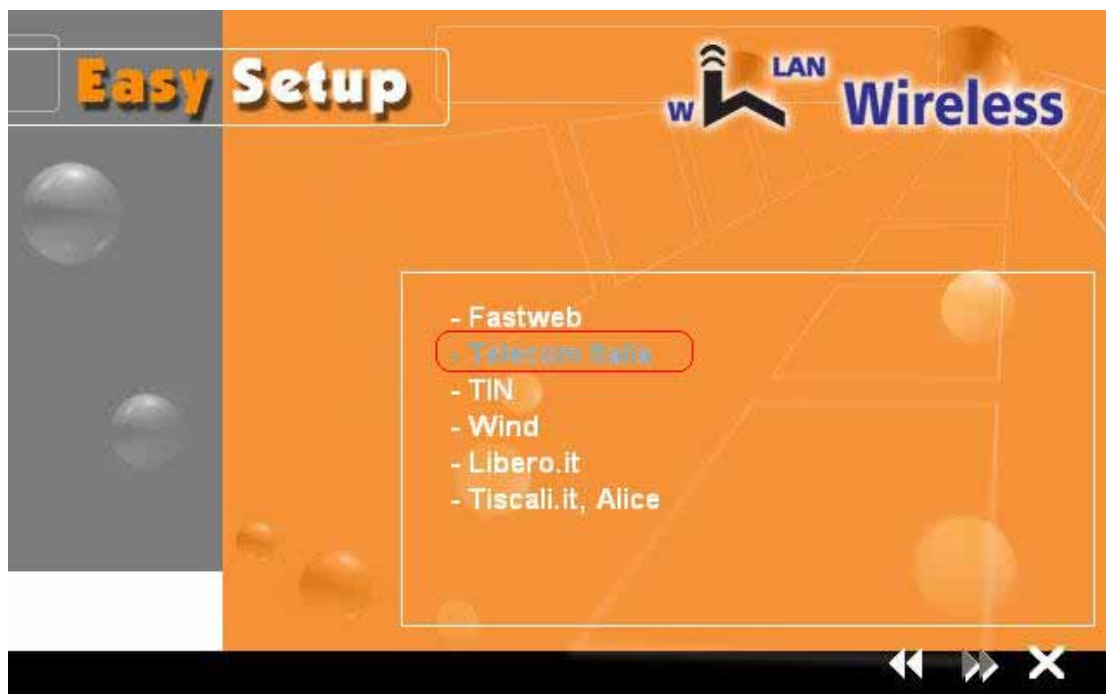 Easy Setup
W LAN
Wireless
- Fastweb
- Telecom Italia
- TIN
- Wind
- Libero.it
- Tiscali.it, Alice